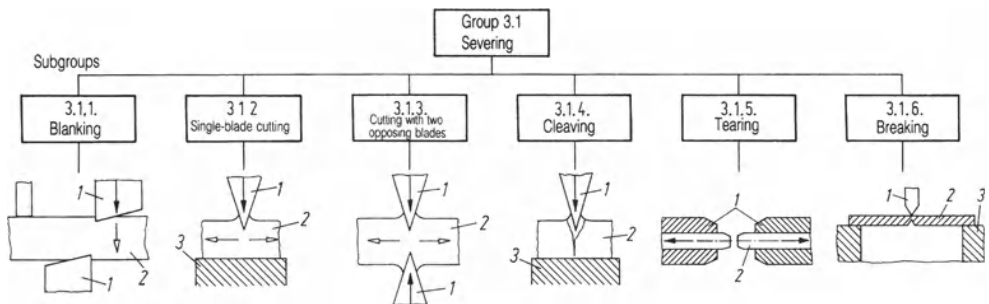 Group 3.1
Severing
Subgroups
3.1.1.
Blanking
3 1 2
Single-blade cutting
3.1.3.
Cutting with two
opposing blades
3.1.4.
Cleaving
3.1.5.
Tearing
3.1.6.
Breaking
1
2
1
1
2
3
1
2
1
1
2
3
1
2
1
2
3